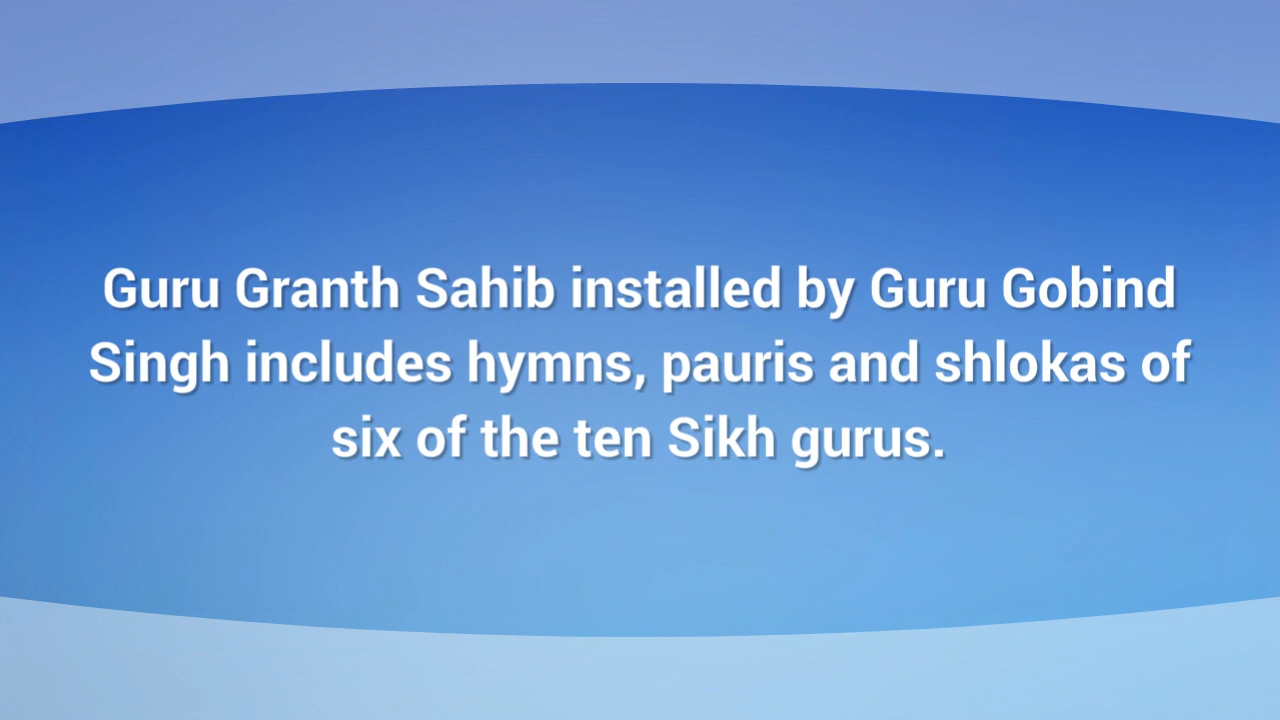 Guru Granth Sahib installed by Guru Gobind
Singh includes hymns, pauris and shlokas of
six of the ten Sikh gurus.